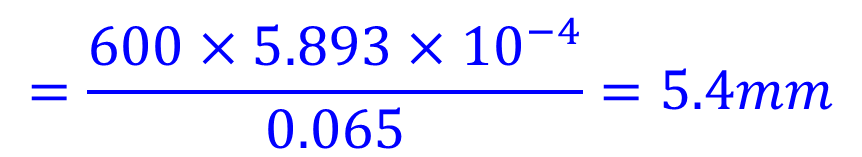 = 600 × 5.893 × 10⁻⁴ / 0.065 = 5.4mm